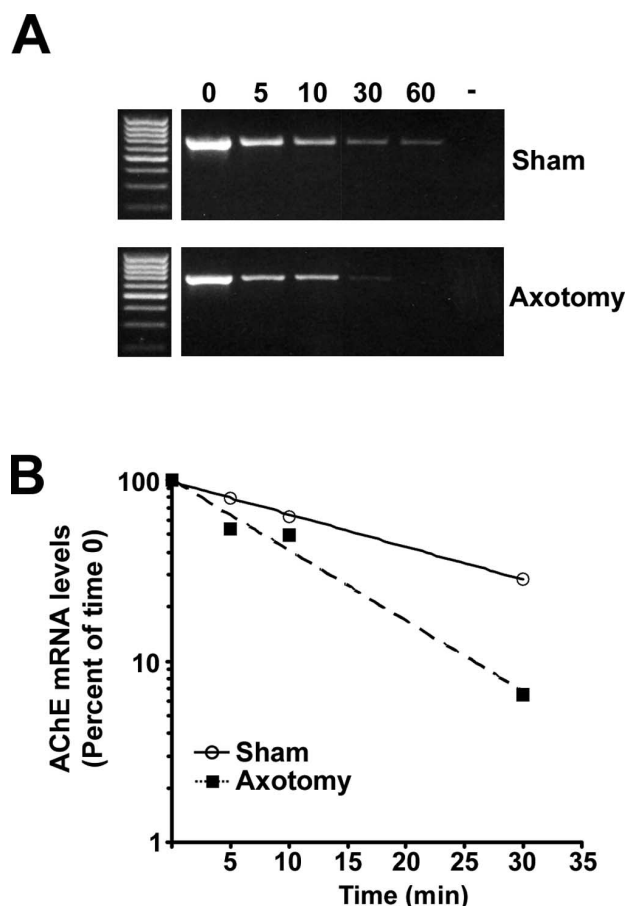 A
0 5 10 30 60 -
Sham
Axotomy
B
AChE mRNA levels
(Percent of time 0)
100
10
1
Sham
Axotomy
5 10 15 20 25 30 35
Time (min)